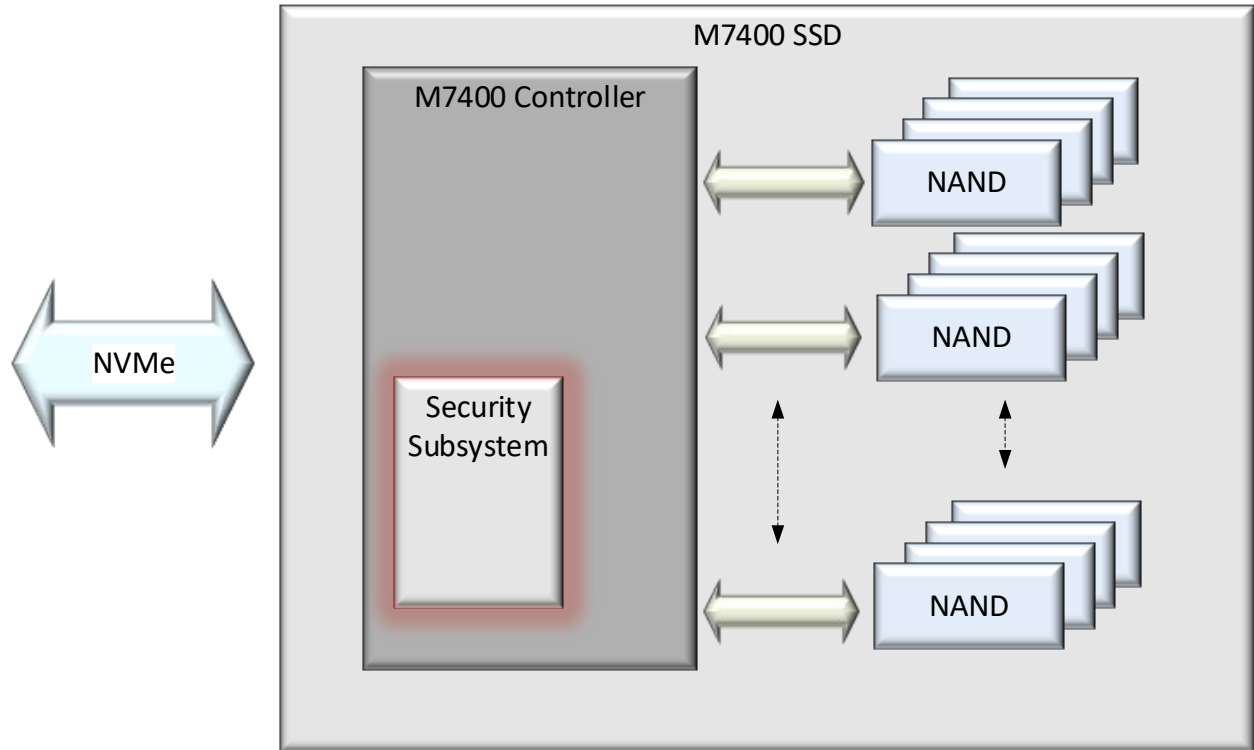 M7400 SSD
M7400 Controller
NAND
NAND
NVMe
Security
Subsystem
NAND